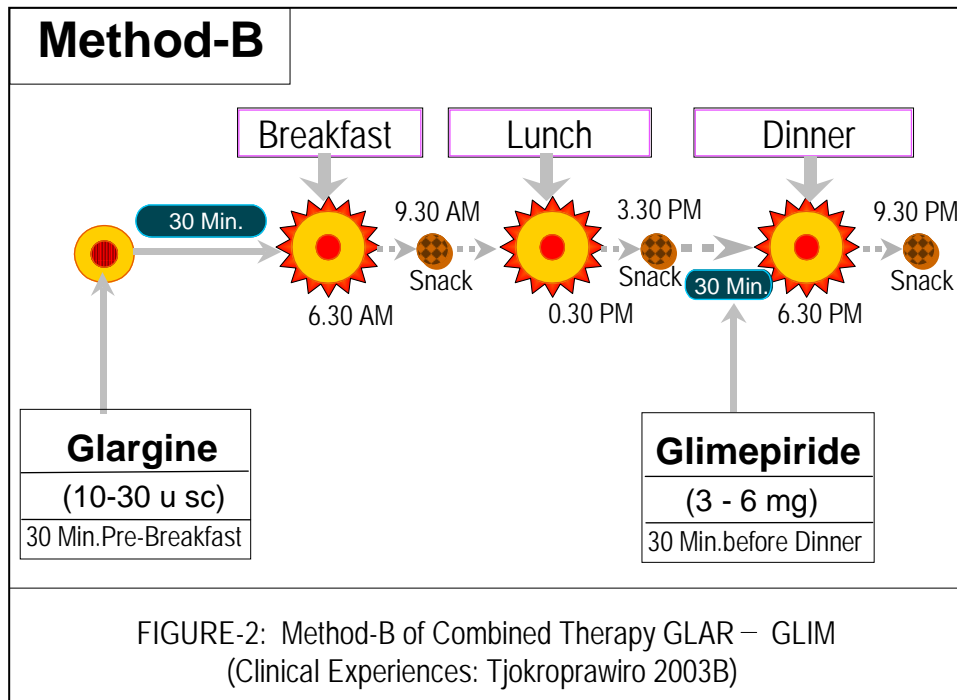 Method-B
Breakfast
Lunch
Dinner
30 Min.
9.30 AM
3.30 PM
9.30 PM
Snack
Snack
Snack
30 Min.
6.30 AM
0.30 PM
6.30 PM
Glargine
(10-30 u sc)
30 Min.Pre-Breakfast
Glimepiride
(3 - 6 mg)
30 Min.before Dinner
FIGURE-2: Method-B of Combined Therapy GLAR – GLIM
(Clinical Experiences: Tjokroprawiro 2003B)